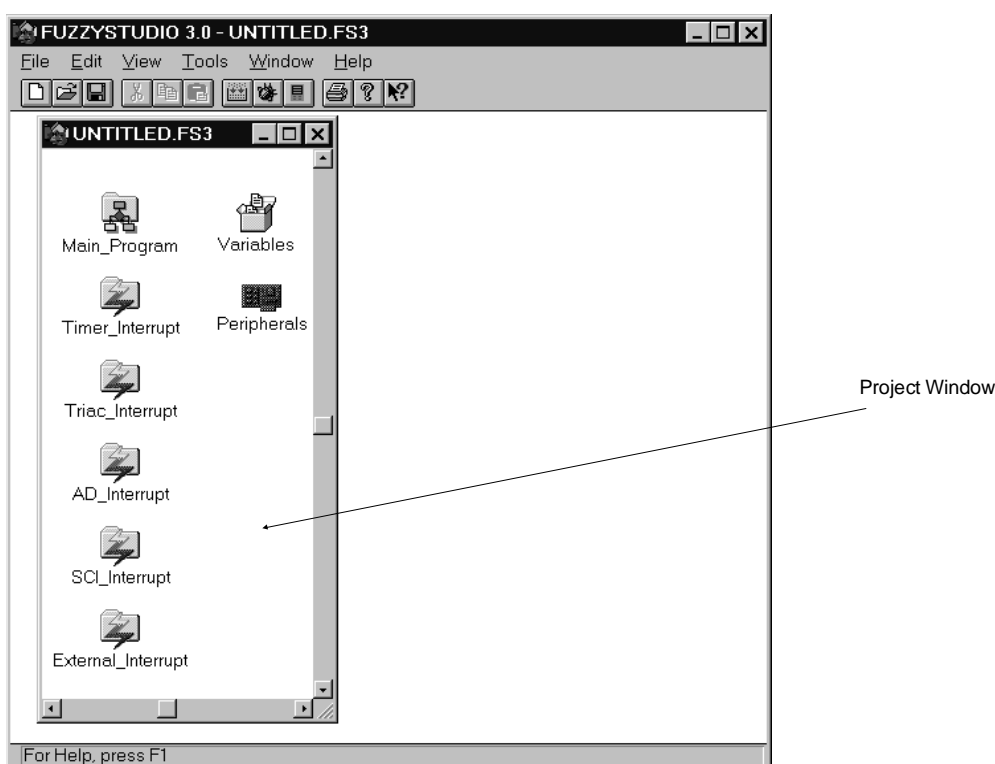 FUZZYSTUDIO 3.0 - UNTITLED.FS3
File Edit View Tools Window Help
UNTITLED.FS3
Main_Program Variables
Timer_Interrupt Peripherals
Triac_Interrupt
Project Window
AD_Interrupt
SCI_Interrupt
External_Interrupt
For Help, press F1